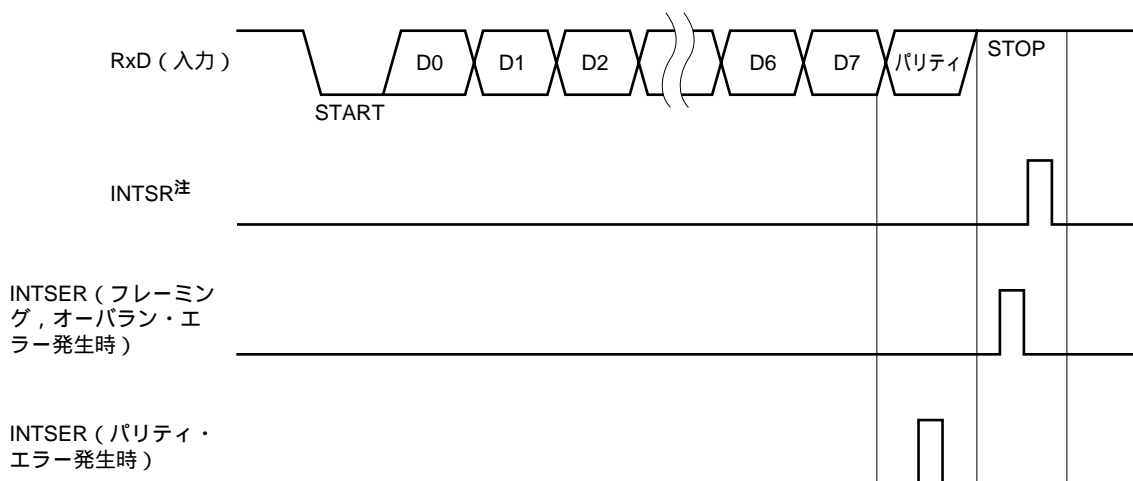 RxD（入力）
START
D0
D1
D2
D6
D7
パリティ
STOP
INTSR注
INTSER（フレーミン
グ，オーバラン・エ
ラー発生時）
INTSER（パリティ・
エラー発生時）